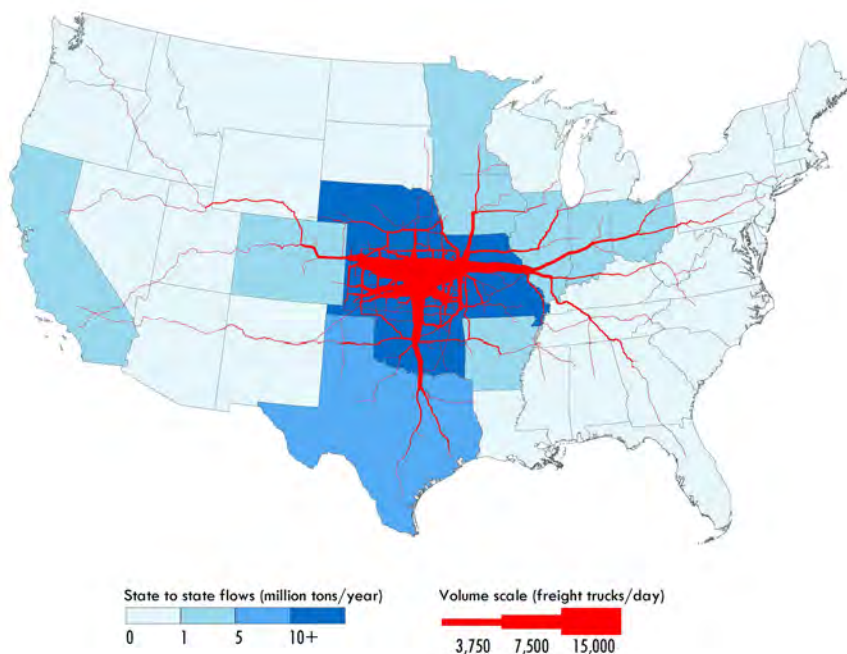 State to state flows (million tons/year)
0 1 5 10+
Volume scale (freight trucks/day)
3,750 7,500 15,000